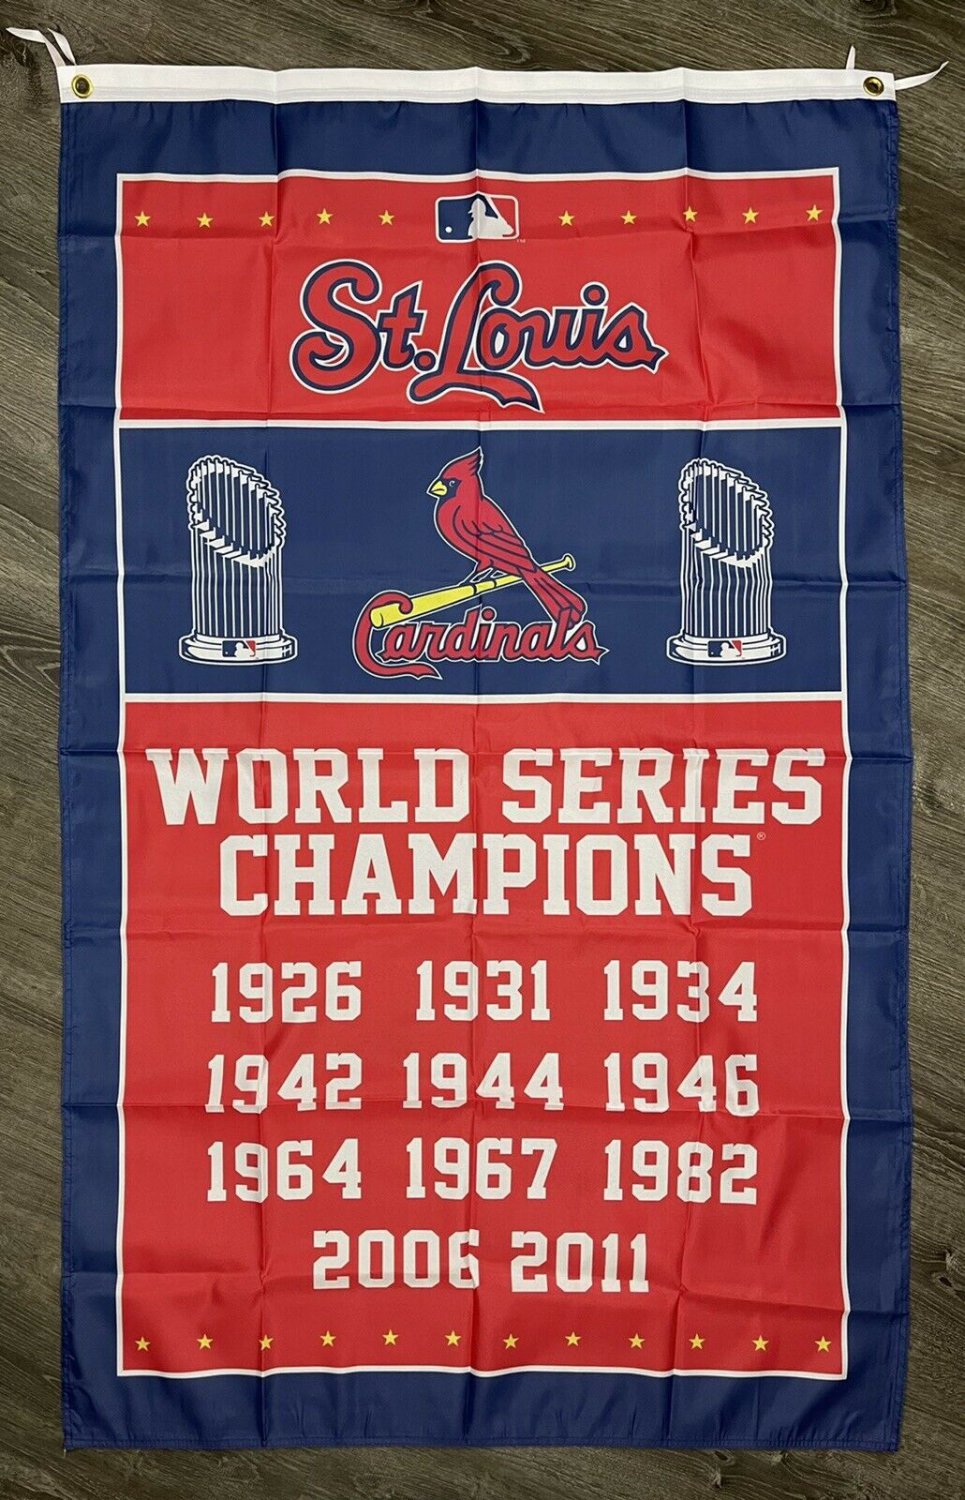 St. Louis
Cardinals
WORLD SERIES
CHAMPIONS®
1926 1931 1934
1942 1944 1946
1964 1967 1982
2006 2011